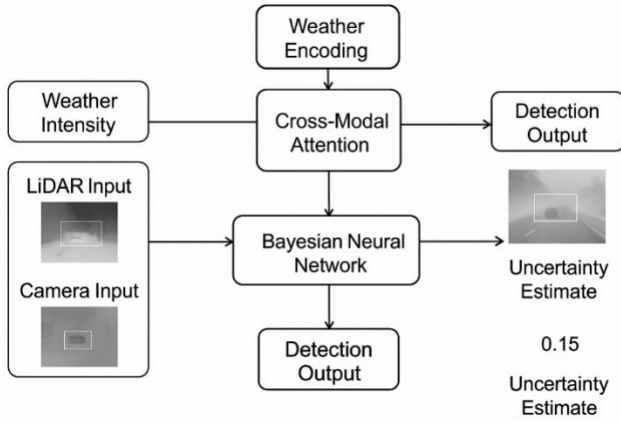 Weather
Encoding
Weather
Intensity
Cross-Modal
Attention
Detection
Output
LiDAR Input
Camera Input
Bayesian Neural
Network
Uncertainty
Estimate
Detection
Output
0.15
Uncertainty
Estimate